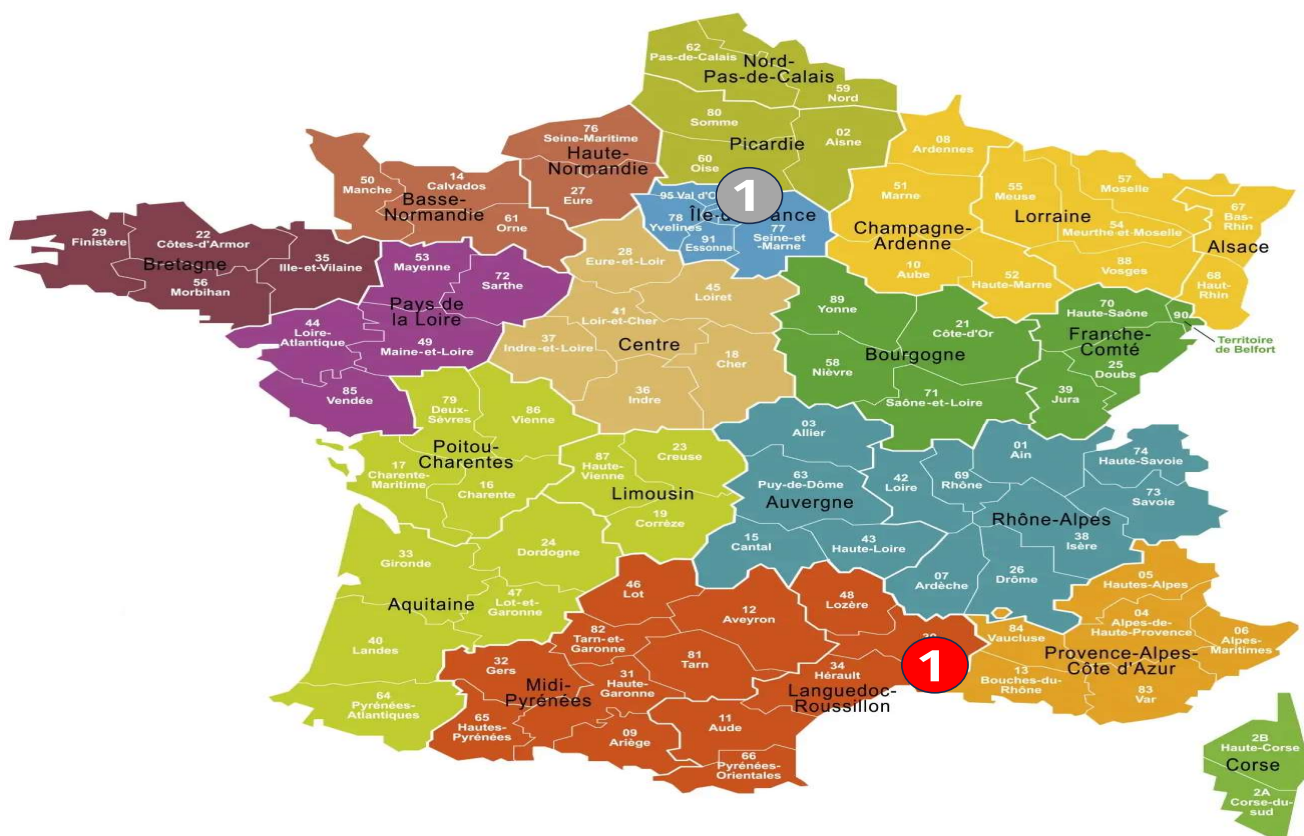 62
Pas-de-Calais
Nord-
Pas-de-Calais
59
Nord
80
Somme
02
Aisne
Picardie
60
Oise
76
Seine-Maritime
Haute-
Normandie
27
Eure
50
Manche
14
Calvados
Basse-
Normandie
61
Orne
08
Ardennes
51
Marne
Champagne-
Ardenne
10
Aube
52
Haute-Marne
55
Meuse
57
Moselle
Lorraine
54
Meurthe-et-Moselle
88
Vosges
67
Bas-
Rhin
Alsace
68
Haut-
Rhin
1
95 Val d'O
Île-d
ance
78
Yvelines
91
Essonne
77
Seine-et
-Marne
29
Finistère
22
Côtes-d'Armor
Bretagne
35
Ille-et-Vilaine
56
Morbihan
53
Mayenne
72
Sarthe
Pays de
la Loire
44
Loire-
Atlantique
49
Maine-et-Loire
85
Vendée
28
Eure-et-Loir
45
Loiret
41
Loir-et-Cher
37
Indre-et-Loire
Centre
18
Cher
36
Indre
89
Yonne
21
Côte-d'Or
Bourgogne
58
Nièvre
71
Saône-et-Loire
70
Haute-Saône
90
Territoire
de Belfort
Franche-
Comté
25
Doubs
39
Jura
79
Deux-
Sèvres
86
Vienne
Poitou-
Charentes
17
Charente-
Maritime
16
Charente
23
Creuse
87
Haute-
Vienne
Limousin
19
Corrèze
03
Allier
63
Puy-de-Dôme
Auvergne
15
Cantal
43
Haute-Loire
42
Loire
69
Rhône
01
Ain
74
Haute-Savoie
73
Savoie
Rhône-Alpes
38
Isère
07
Ardèche
26
Drôme
24
Dordogne
33
Gironde
Aquitaine
47
Lot-et-
Garonne
40
Landes
64
Pyrénées-
Atlantiques
46
Lot
12
Aveyron
82
Tarn-et-
Garonne
81
Tarn
32
Gers
Midi-
Pyrénées
31
Haute-
Garonne
65
Hautes-
Pyrénées
09
Ariège
48
Lozère
1
34
Hérault
Languedoc-
Roussillon
11
Aude
66
Pyrénées-
Orientales
05
Hautes-Alpes
04
Alpes-de-
Haute-Provence
06
Alpes-
Maritimes
84
Vaucluse
Provence-Alpes-
Côte d'Azur
13
Bouches-du-
Rhône
83
Var
2B
Haute-Corse
Corse
2A
Corse-du-
sud